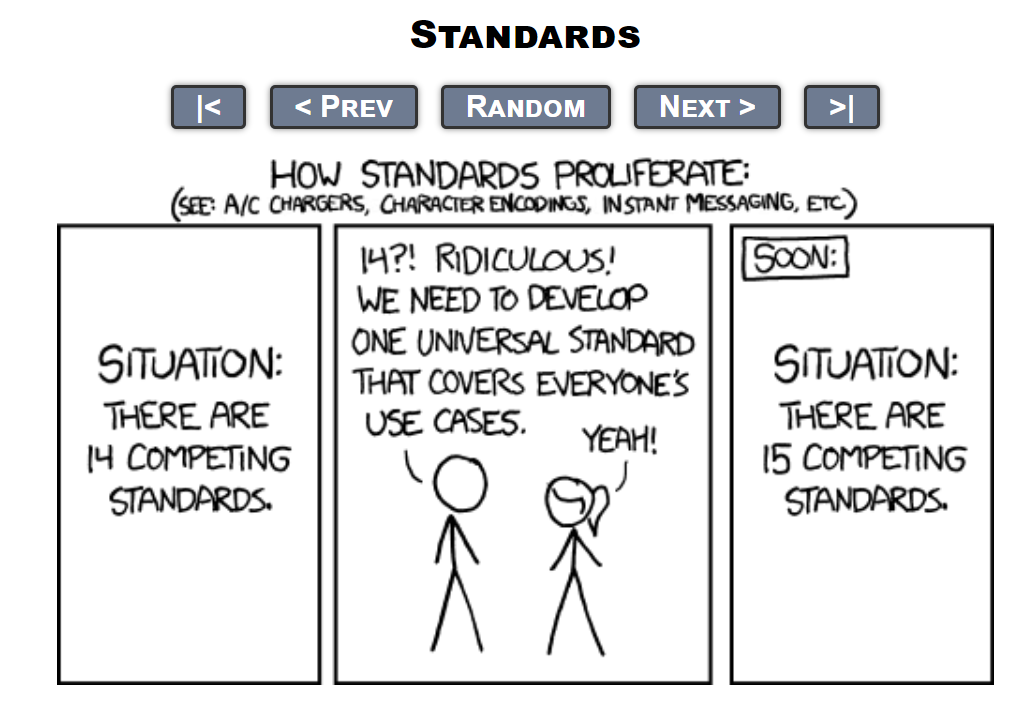 STANDARDS
|<
< PREV
RANDOM
NEXT >
>|
HOW STANDARDS PROLIFERATE:
(SEE: A/C CHARGERS, CHARACTER ENCODINGS, INSTANT MESSAGING, ETC.)
SITUATION:
THERE ARE
14 COMPETING
STANDARDS.
14?! RIDICULOUS!
WE NEED TO DEVELOP
ONE UNIVERSAL STANDARD
THAT COVERS EVERYONE'S
USE CASES.
YEAH!
SOON:
SITUATION:
THERE ARE
15 COMPETING
STANDARDS.